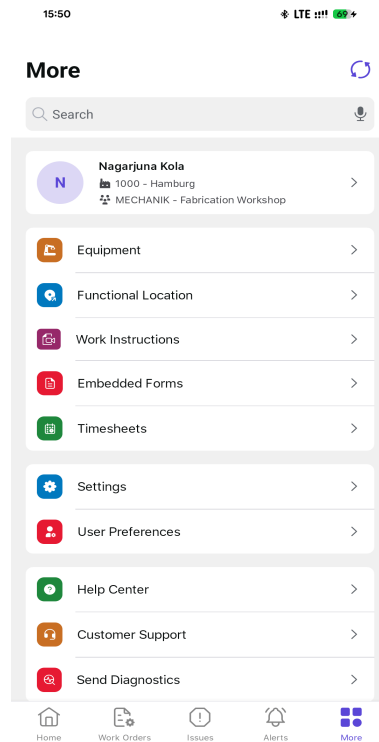 15:50
LTE
69
More
Search
N
Nagarjuna Kola
1000 - Hamburg
MECHANIK - Fabrication Workshop
Equipment
Functional Location
Work Instructions
Embedded Forms
Timesheets
Settings
User Preferences
Help Center
Customer Support
Send Diagnostics
Home
Work Orders
Issues
Alerts
More